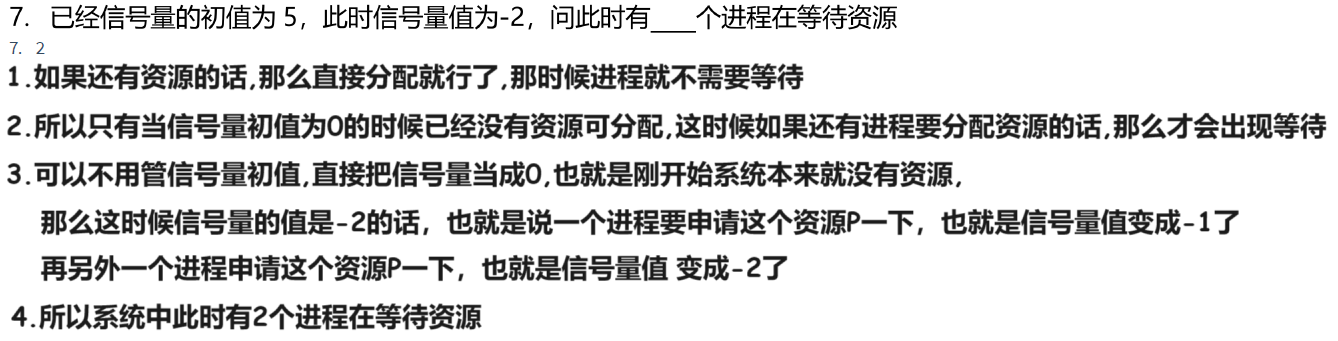 7. 已经信号量的初值为 5，此时信号量值为-2，问此时有____个进程在等待资源
7. 2
1.如果还有资源的话,那么直接分配就行了,那时候进程就不需要等待
2.所以只有当信号量初值为0的时候已经没有资源可分配,这时候如果还有进程要分配资源的话,那么才会出现等待
3.可以不用管信号量初值,直接把信号量当成0,也就是刚开始系统本来就没有资源,
那么这时候信号量的值是-2的话，也就是说一个进程要申请这个资源P一下，也就是信号量值变成-1了
再另外一个进程申请这个资源P一下，也就是信号量值 变成-2了
4.所以系统中此时有2个进程在等待资源